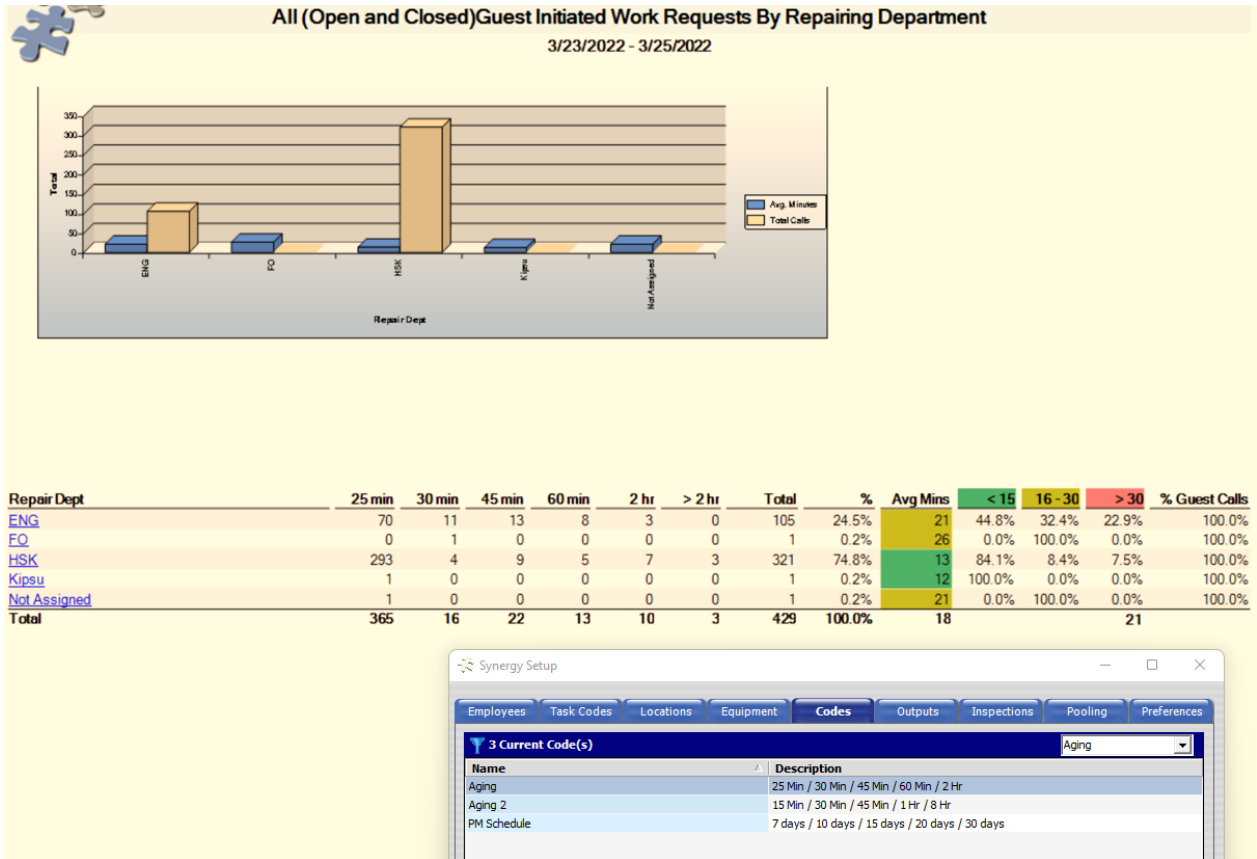 All (Open and Closed)Guest Initiated Work Requests By Repairing Department
3/23/2022 - 3/25/2022
350
300
250
200
150
100
50
0
Total
ENG
FO
HSK
Kipsu
Not Assigned
Repair Dept
Avg. Minutes
Total Calls
Repair Dept 25 min 30 min 45 min 60 min 2 hr > 2 hr Total % Avg Mins < 15 16 - 30 > 30 % Guest Calls
ENG 70 11 13 8 3 0 105 24.5% 21 44.8% 32.4% 22.9% 100.0%
FO 0 1 0 0 0 0 1 0.2% 26 0.0% 100.0% 0.0% 100.0%
HSK 293 4 9 5 7 3 321 74.8% 13 84.1% 8.4% 7.5% 100.0%
Kipsu 1 0 0 0 0 0 1 0.2% 12 100.0% 0.0% 0.0% 100.0%
Not Assigned 1 0 0 0 0 0 1 0.2% 21 0.0% 100.0% 0.0% 100.0%
Total 365 16 22 13 10 3 429 100.0% 18 21
Synergy Setup
Employees Task Codes Locations Equipment Codes Outputs Inspections Pooling Preferences
3 Current Code(s) Aging
Name Description
Aging 25 Min / 30 Min / 45 Min / 60 Min / 2 Hr
Aging 2 15 Min / 30 Min / 45 Min / 1 Hr / 8 Hr
PM Schedule 7 days / 10 days / 15 days / 20 days / 30 days